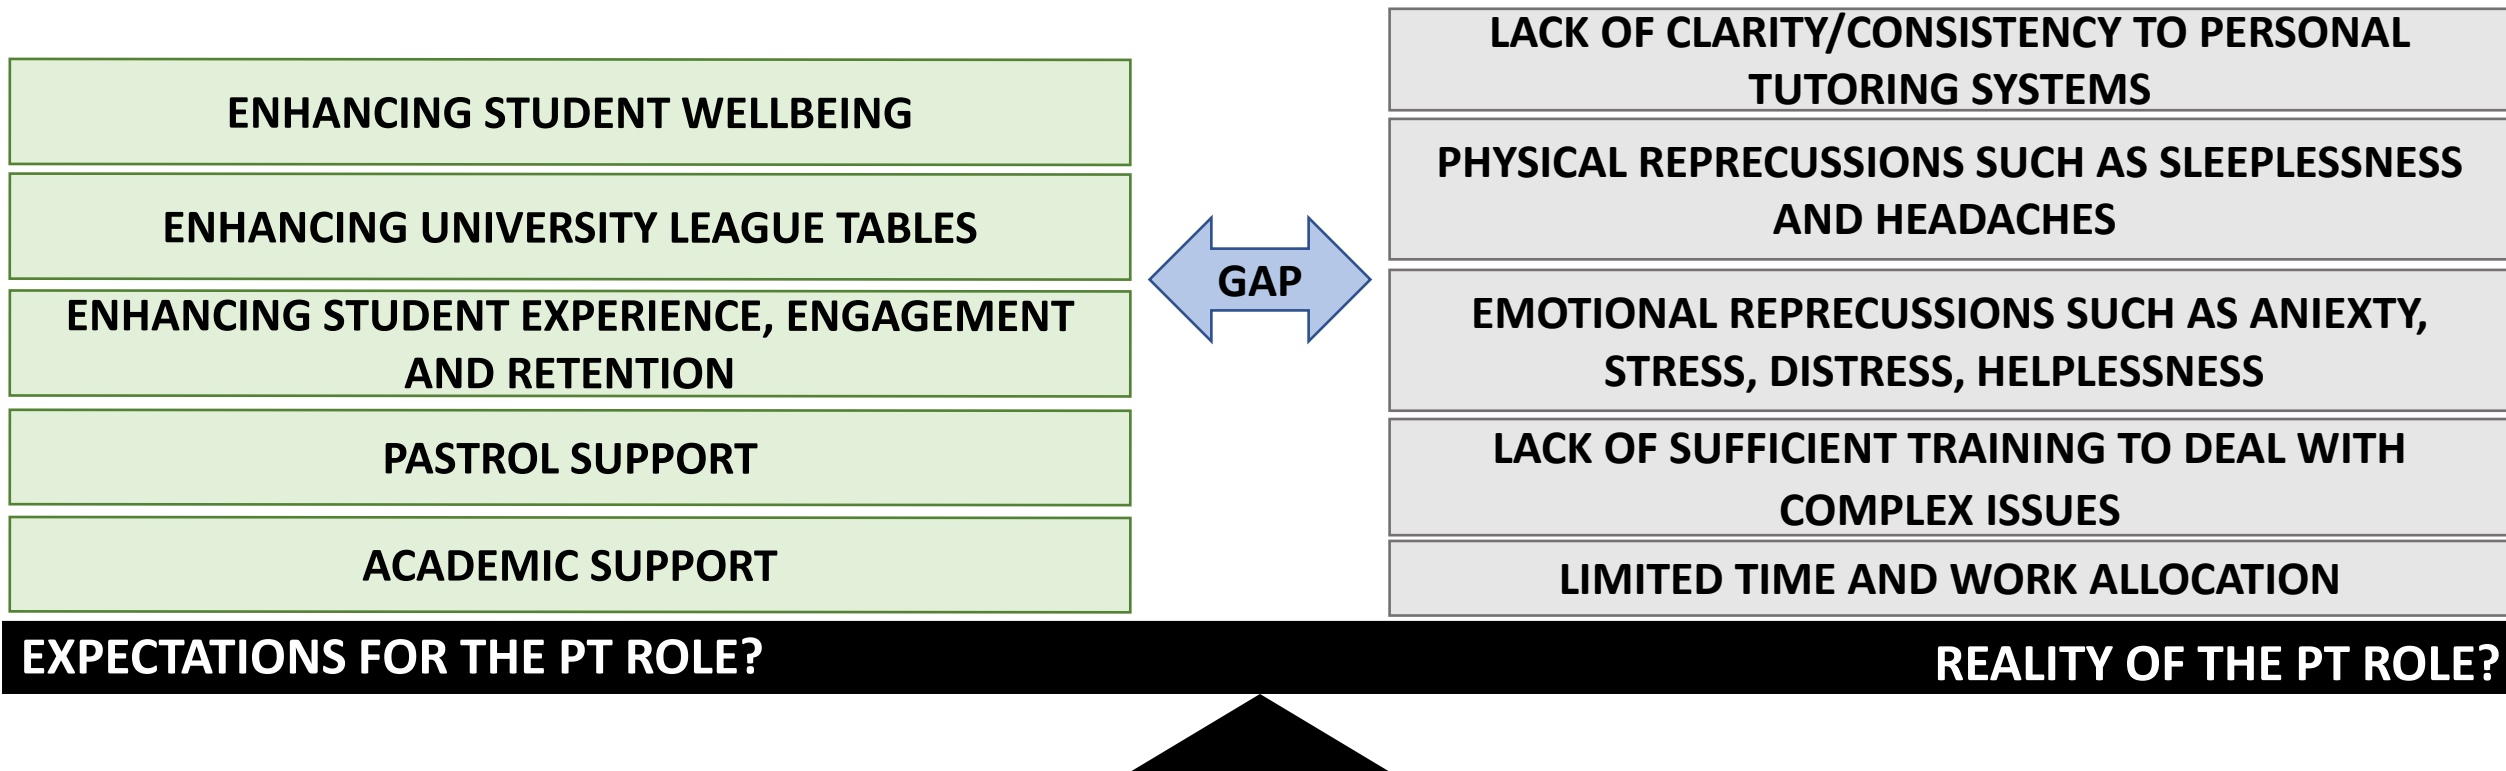 ENHANCING STUDENT WELLBEING
ENHANCING UNIVERSITY LEAGUE TABLES
ENHANCING STUDENT EXPERIENCE, ENGAGEMENT
AND RETENTION
PASTROL SUPPORT
ACADEMIC SUPPORT
GAP
LACK OF CLARITY/CONSISTENCY TO PERSONAL
TUTORING SYSTEMS
PHYSICAL REPRECUSSIONS SUCH AS SLEEPLESSNESS
AND HEADACHES
EMOTIONAL REPRECUSSIONS SUCH AS ANIEXTY,
STRESS, DISTRESS, HELPLESSNESS
LACK OF SUFFICIENT TRAINING TO DEAL WITH
COMPLEX ISSUES
LIMITED TIME AND WORK ALLOCATION
EXPECTATIONS FOR THE PT ROLE?
REALITY OF THE PT ROLE?